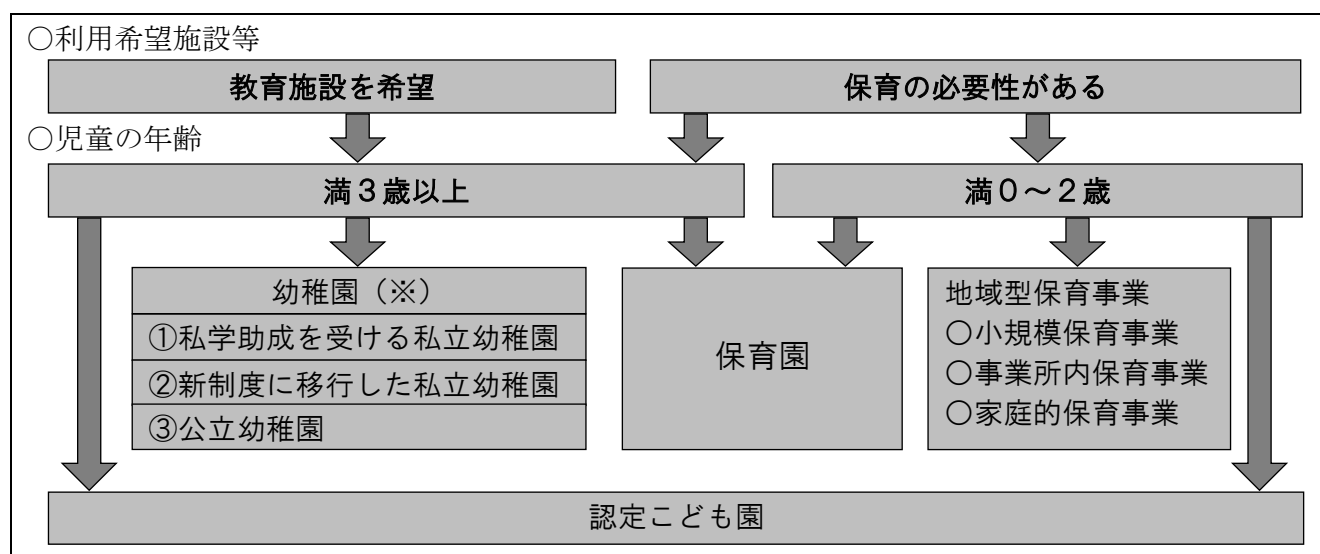 ○利用希望施設等
教育施設を希望
保育の必要性がある
○児童の年齢
満3歳以上
満0～2歳
幼稚園（※）
①私学助成を受ける私立幼稚園
②新制度に移行した私立幼稚園
③公立幼稚園
保育園
地域型保育事業
○小規模保育事業
○事業所内保育事業
○家庭的保育事業
認定こども園